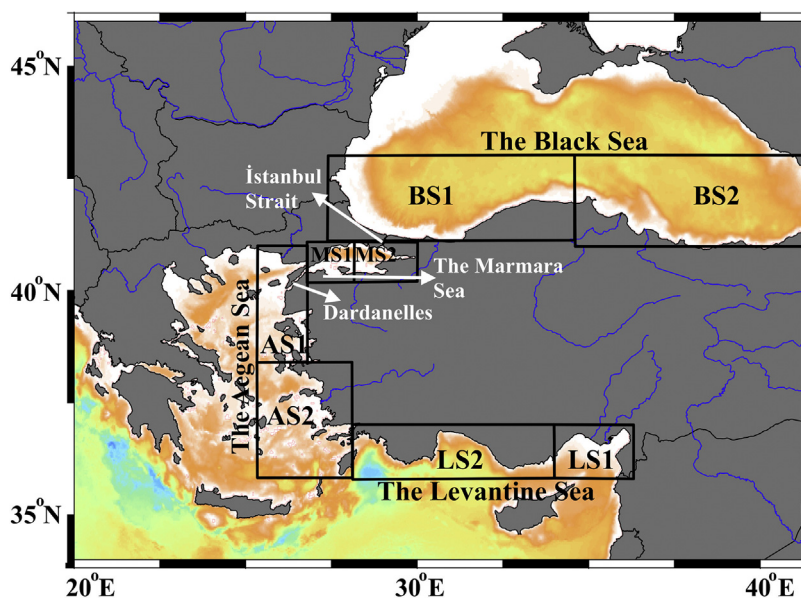 45°N
The Black Sea
İstanbul
Strait
BS1
BS2
MS1
MS2
40°N
The Marmara
Sea
Dardanelles
The Aegean Sea
AS1
AS2
LS2
LS1
The Levantine Sea
35°N
20°E
30°E
40°E